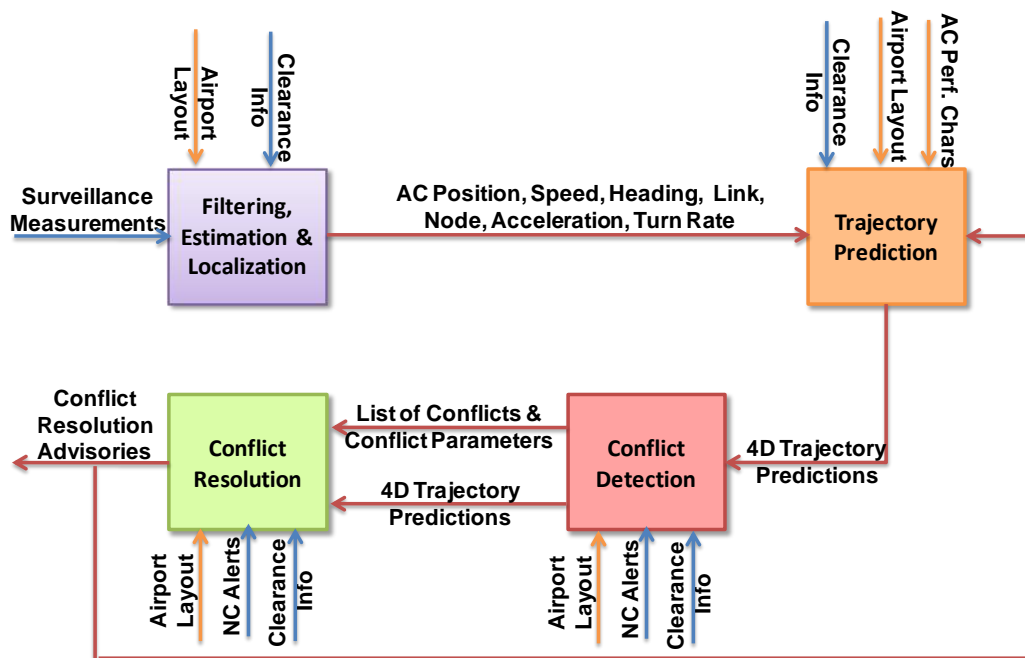 Airport
Layout
Clearance
Info
Clearance
Info
Airport Layout
AC Perf. Chars
Surveillance
Measurements
Filtering,
Estimation &
Localization
AC Position, Speed, Heading, Link,
Node, Acceleration, Turn Rate
Trajectory
Prediction
Conflict
Resolution
Advisories
Conflict
Resolution
List of Conflicts &
Conflict Parameters
4D Trajectory
Predictions
Conflict
Detection
4D Trajectory
Predictions
Airport
Layout
NC Alerts
Clearance
Info
Airport
Layout
NC Alerts
Clearance
Info